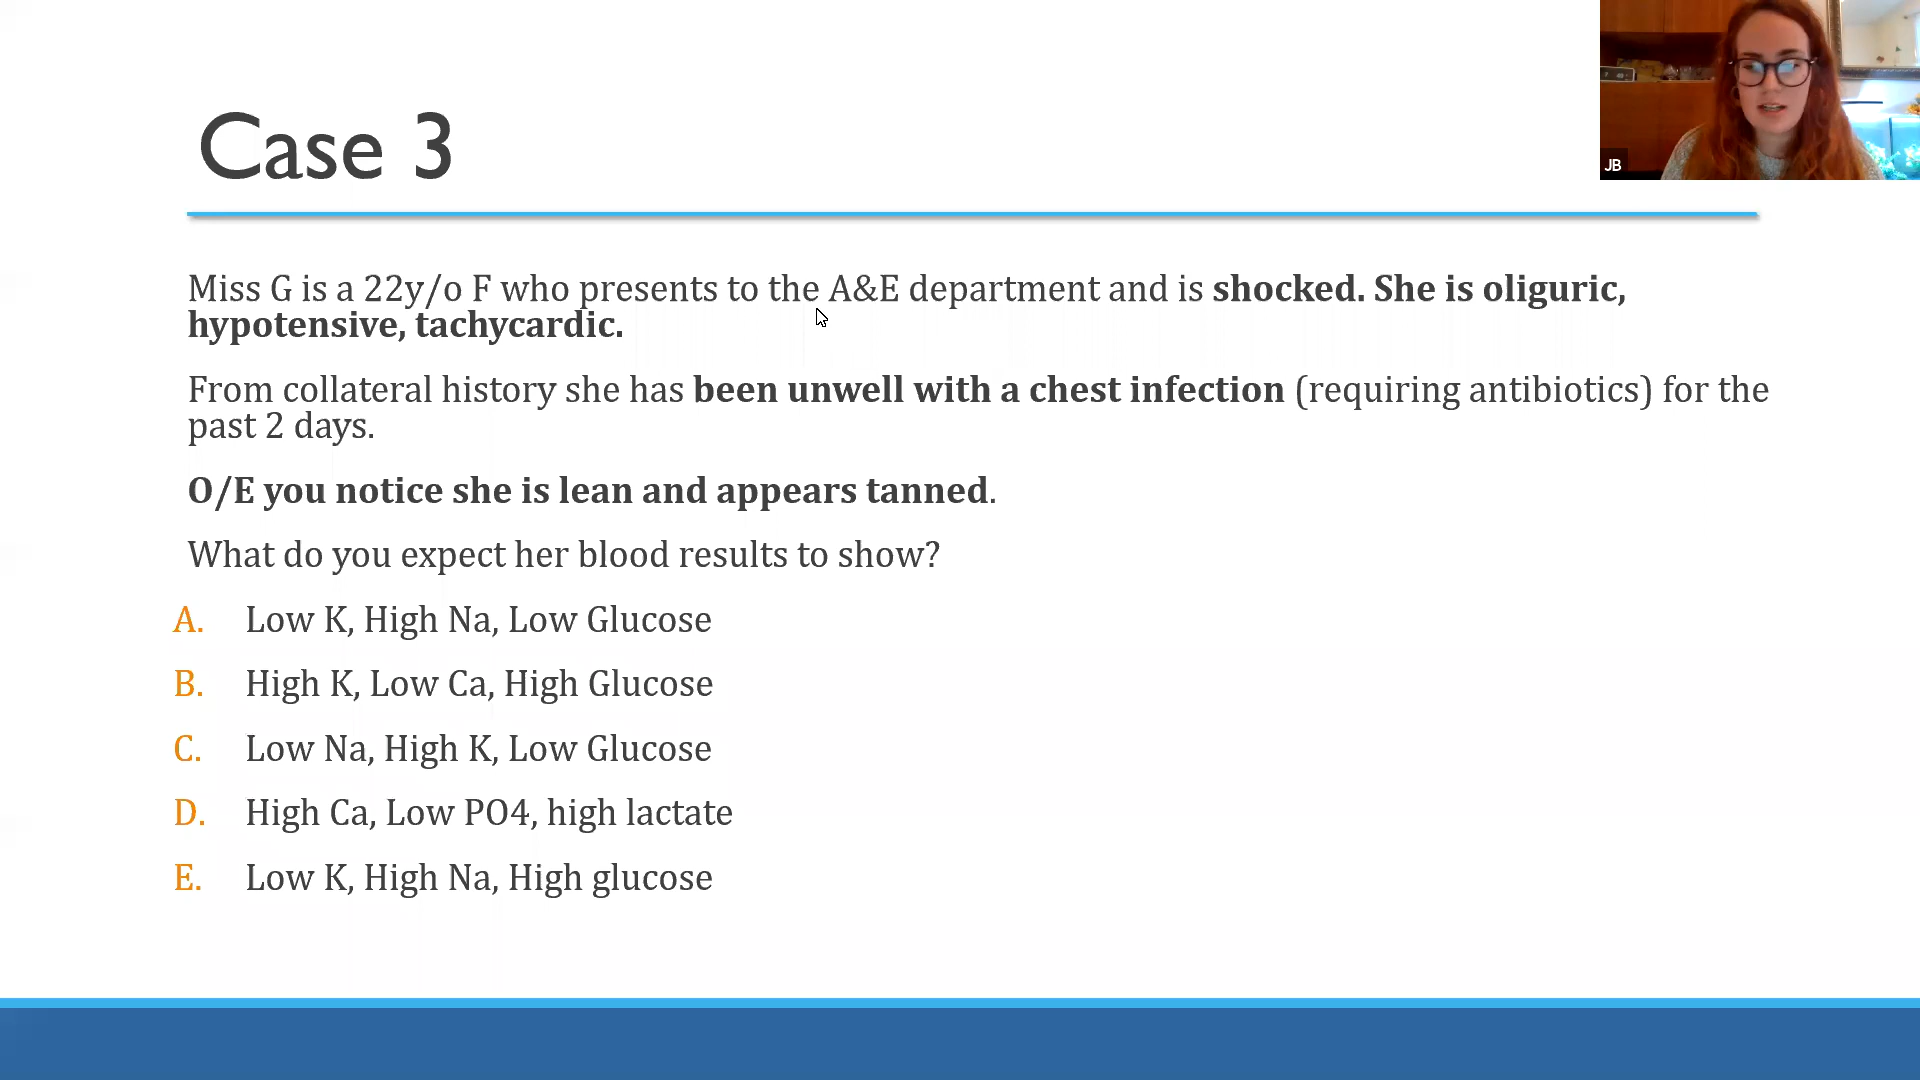 JB
Case 3
Miss G is a 22y/o F who presents to the A&E department and is shocked. She is oliguric,
hypotensive, tachycardic.
From collateral history she has been unwell with a chest infection (requiring antibiotics) for the
past 2 days.
O/E you notice she is lean and appears tanned.
What do you expect her blood results to show?
A. Low K, High Na, Low Glucose
B. High K, Low Ca, High Glucose
C. Low Na, High K, Low Glucose
D. High Ca, Low PO4, high lactate
E. Low K, High Na, High glucose